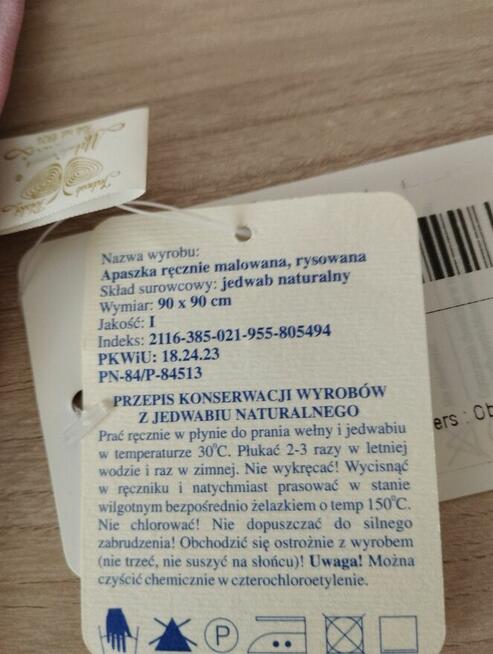 Nazwa wyrobu:
Apaszka ręcznie malowana, rysowana
Skład surowcowy: jedwab naturalny
Wymiar: 90 x 90 cm
Jakość: I
Indeks: 2116-385-021-955-805494
PKWiU: 18.24.23
PN-84/P-84513
PRZEPIS KONSERWACJI WYROBÓW
Z JEDWABIU NATURALNEGO
Prać ręcznie w płynie do prania wełny i jedwabiu
w temperaturze 30°C. Płukać 2-3 razy w letniej
wodzie i raz w zimnej. Nie wykręcać! Wycisnąć
w ręczniku i natychmiast prasować w stanie
wilgotnym bezpośrednio żelazkiem o temp 150°C.
Nie chlorować! Nie dopuszczać do silnego
zabrudzenia! Obchodzić się ostrożnie z wyrobem
(nie trzeć, nie suszyć na słońcu)! Uwaga! Można
czyścić chemicznie w czterochloroetylenie.
P
ers : Ob
Jedwab
Polski